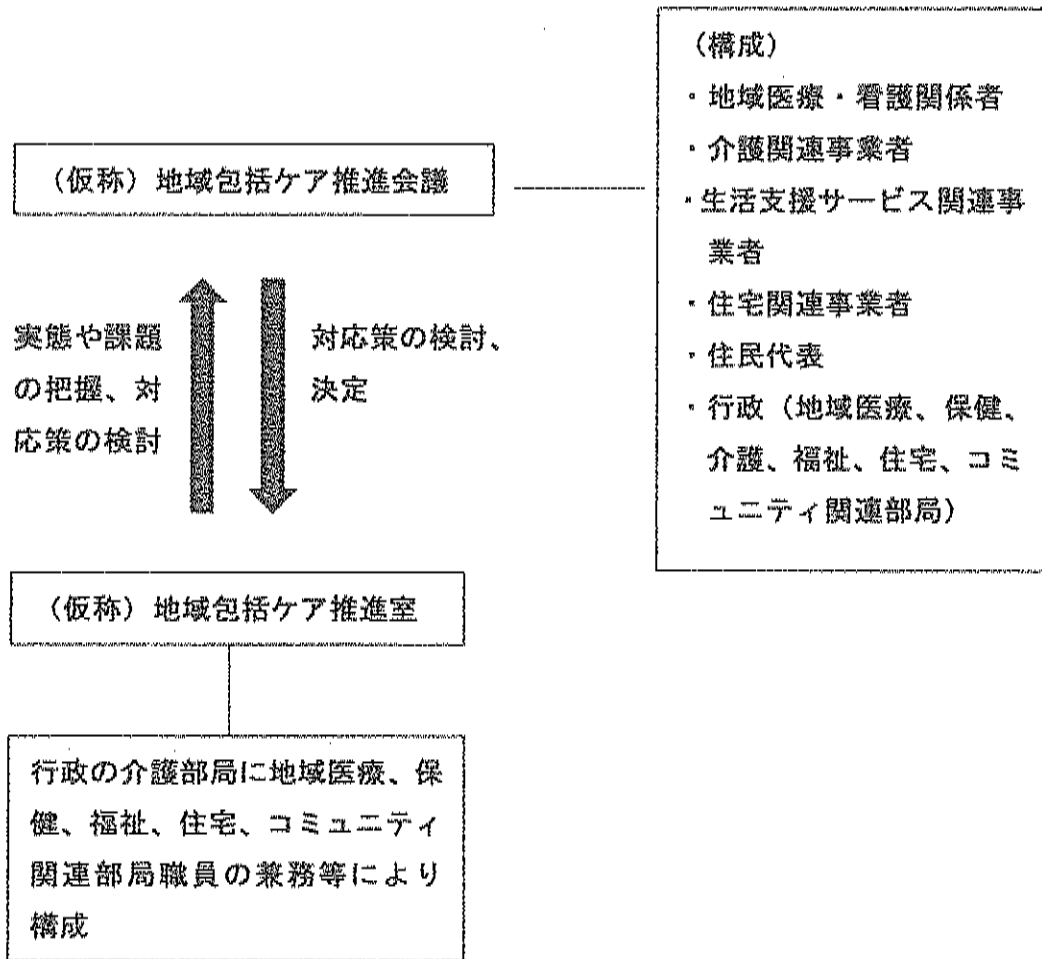 （仮称）地域包括ケア推進会議
（構成）
・地域医療・看護関係者
・介護関連事業者
・生活支援サービス関連事
業者
・住宅関連事業者
・住民代表
・行政（地域医療、保健、
介護、福祉、住宅、コミ
ュニティ関連部局）
実態や課題
の把握、対
応策の検討
対応策の検討、
決定
（仮称）地域包括ケア推進室
行政の介護部局に地域医療、保
健、福祉、住宅、コミュニティ
関連部局職員の兼務等により
構成